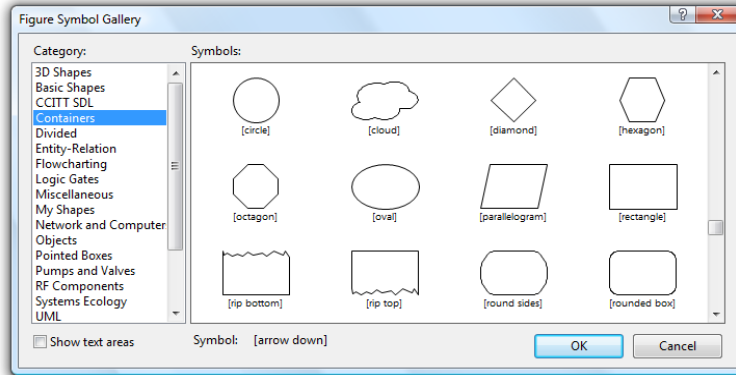 Figure Symbol Gallery
Category:
3D Shapes
Basic Shapes
CCITT SDL
Containers
Divided
Entity-Relation
Flowcharting
Logic Gates
Miscellaneous
My Shapes
Network and Computer
Objects
Pointed Boxes
Pumps and Valves
RF Components
Systems Ecology
UML
Show text areas
Symbols:
[circle] [cloud] [diamond] [hexagon]
[octagon] [oval] [parallelogram] [rectangle]
[rip bottom] [rip top] [round sides] [rounded box]
Symbol: [arrow down]
OK Cancel